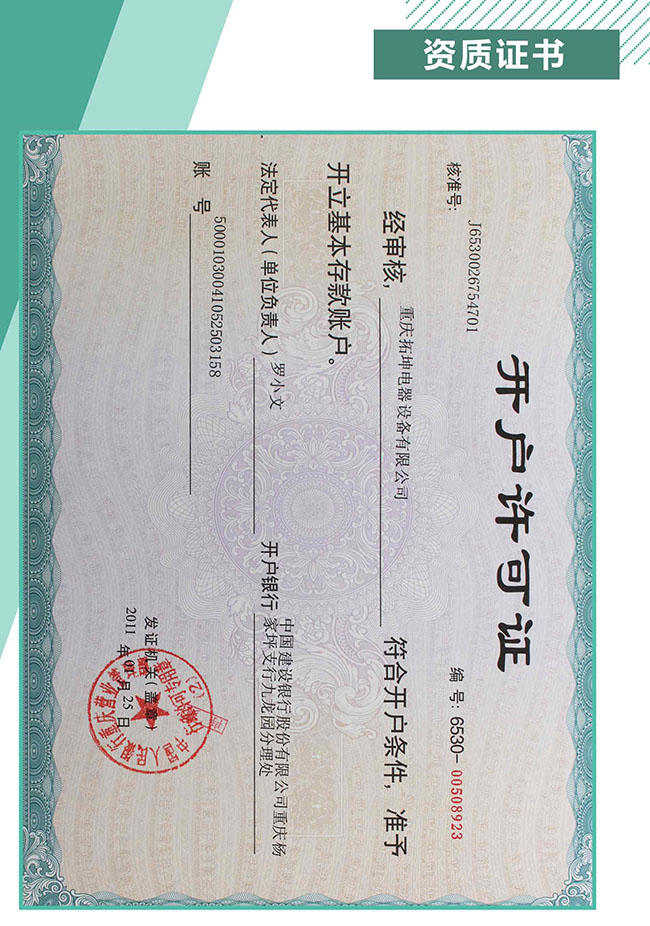 资质证书
开户许可证
核准号: J6530026754701
编号: 6530-00508923
经审核, 重庆拓坤电器设备有限公司 符合开户条件, 准予
开立基本存款账户。
法定代表人(单位负责人) 罗小文 开户银行 中国建设银行股份有限公司重庆杨
家坪支行九龙园分理处
账 号 50001030041052503158
发证机关(盖章)
2011 年 01 月 25 日
(2)